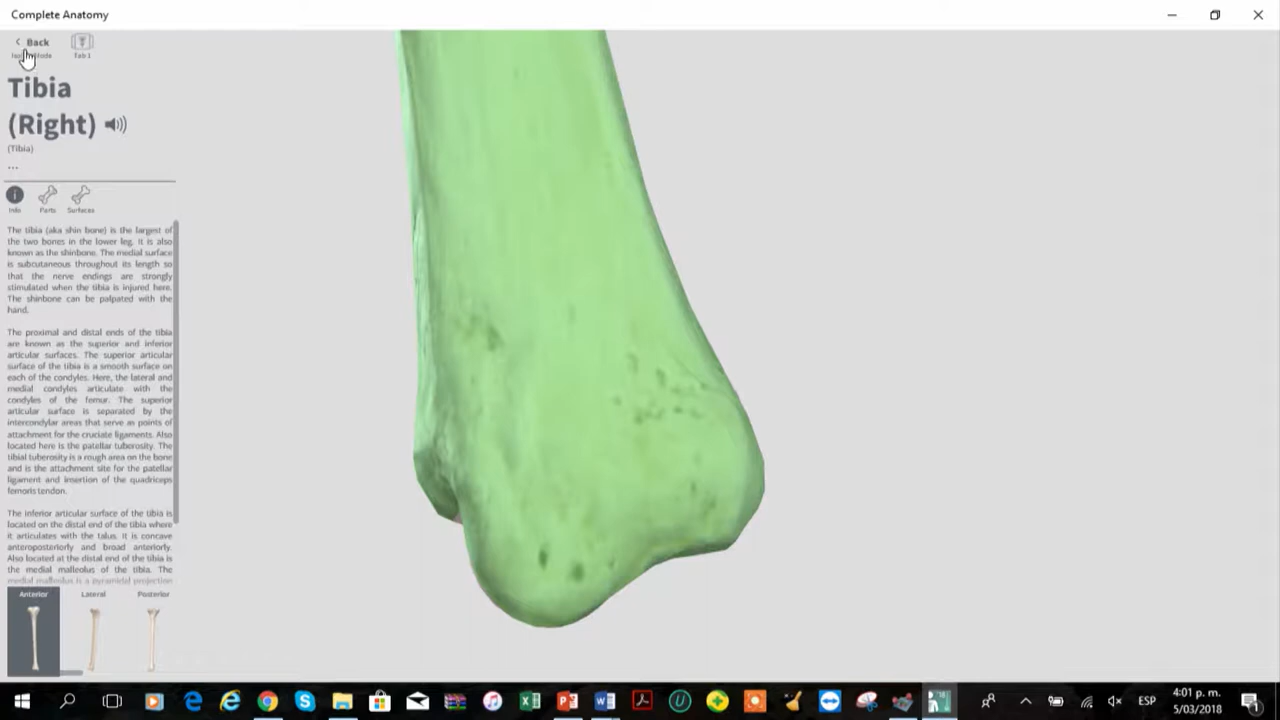 Complete Anatomy
Back
Tab 1
Tibia
(Right)
(Tibia)
...
Info Parts Surfaces
The tibia (aka shin bone) is the largest of
the two bones in the lower leg. It is also
known as the shinbone. The medial surface
is subcutaneous throughout its length so
that the nerve endings are strongly
stimulated when the tibia is injured here.
The shinbone can be palpated with the
hand.
The proximal and distal ends of the tibia
are known as the superior and inferior
articular surfaces. The superior articular
surface of the tibia is a smooth surface on
each of the condyles. Here, the lateral and
medial condyles articulate with the
condyles of the femur. The superior
articular surface is separated by the
intercondylar areas that serve as points of
attachment for the cruciate ligaments. Also
located here is the patellar tuberosity. The
tibial tuberosity is a rough area on the bone
and is the attachment site for the patellar
ligament and insertion of the quadriceps
femoris tendon.
The inferior articular surface of the tibia is
located on the distal end of the tibia where
it articulates with the talus. It is concave
anteroposteriorly and broad anteriorly.
Also located at the distal end of the tibia is
the medial malleolus of the tibia. The
medial malleolus is a pyramidal projection
Anterior Lateral Posterior
ESP
4:01 p. m.
5/03/2018